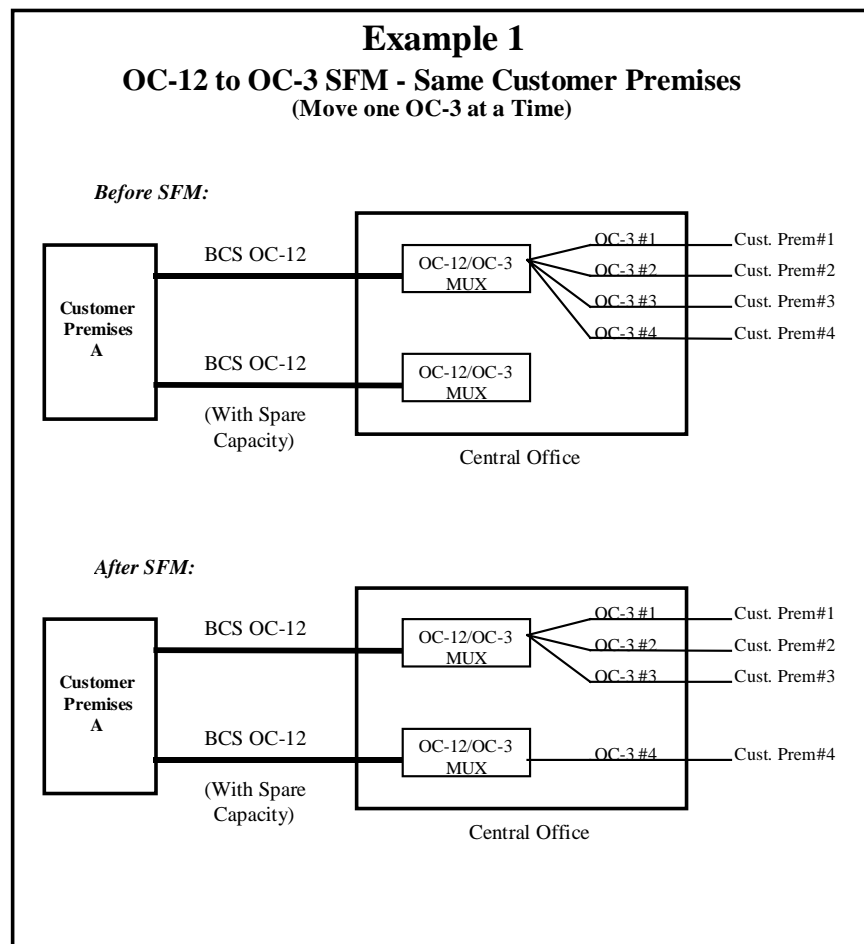 Example 1
OC-12 to OC-3 SFM - Same Customer Premises
(Move one OC-3 at a Time)
Before SFM:
Customer
Premises
A
BCS OC-12
BCS OC-12
(With Spare
Capacity)
OC-12/OC-3
MUX
OC-12/OC-3
MUX
OC-3 #1
OC-3 #2
OC-3 #3
OC-3 #4
Cust. Prem#1
Cust. Prem#2
Cust. Prem#3
Cust. Prem#4
Central Office
After SFM:
Customer
Premises
A
BCS OC-12
BCS OC-12
(With Spare
Capacity)
OC-12/OC-3
MUX
OC-12/OC-3
MUX
OC-3 #1
OC-3 #2
OC-3 #3
OC-3 #4
Cust. Prem#1
Cust. Prem#2
Cust. Prem#3
Cust. Prem#4
Central Office